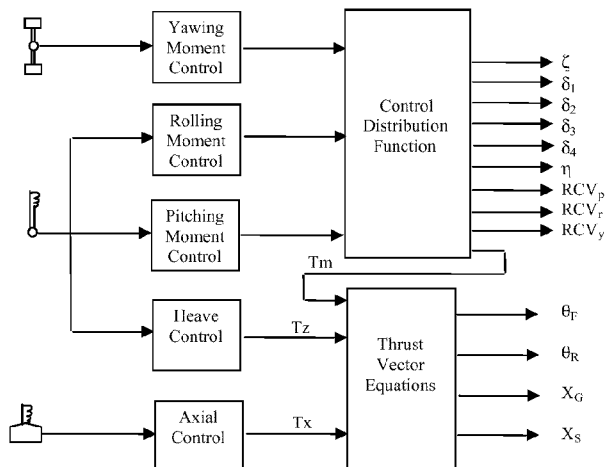 Yawing
Moment
Control
Rolling
Moment
Control
Pitching
Moment
Control
Heave
Control
Axial
Control
Control
Distribution
Function
Thrust
Vector
Equations
Tm
Tz
Tx
ζ
δ1
δ2
δ3
δ4
η
RCVp
RCVr
RCVy
θF
θR
XG
XS